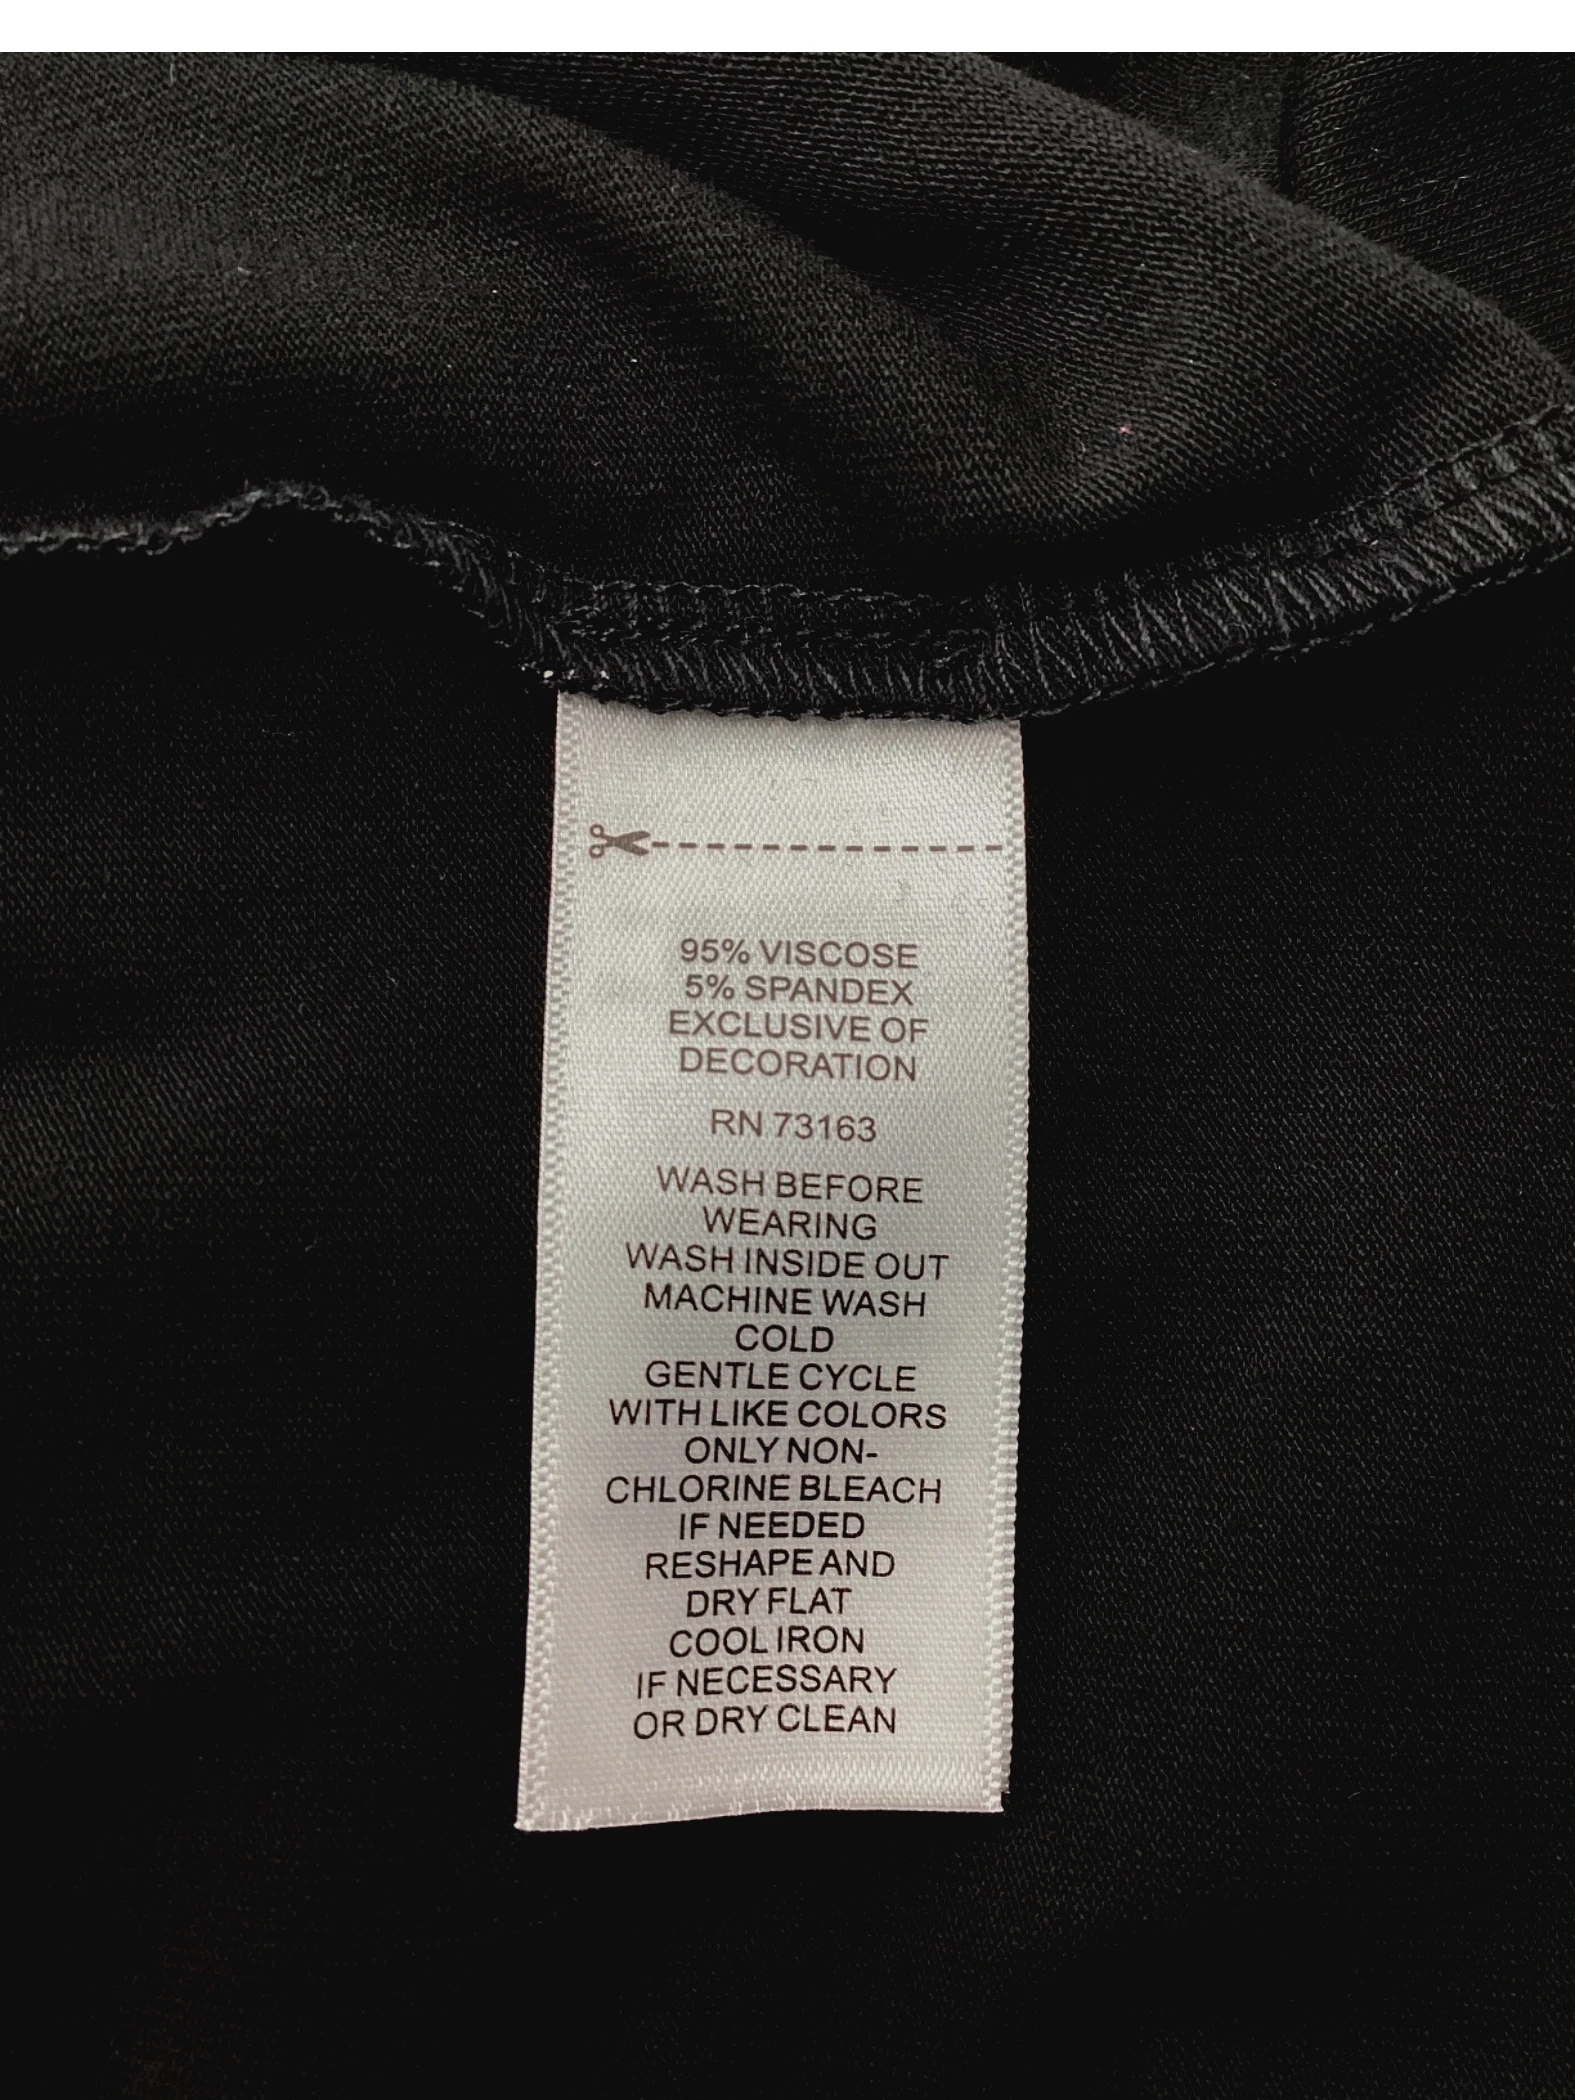 95% VISCOSE
5% SPANDEX
EXCLUSIVE OF
DECORATION
RN 73163
WASH BEFORE
WEARING
WASH INSIDE OUT
MACHINE WASH
COLD
GENTLE CYCLE
WITH LIKE COLORS
ONLY NON-
CHLORINE BLEACH
IF NEEDED
RESHAPE AND
DRY FLAT
COOL IRON
IF NECESSARY
OR DRY CLEAN